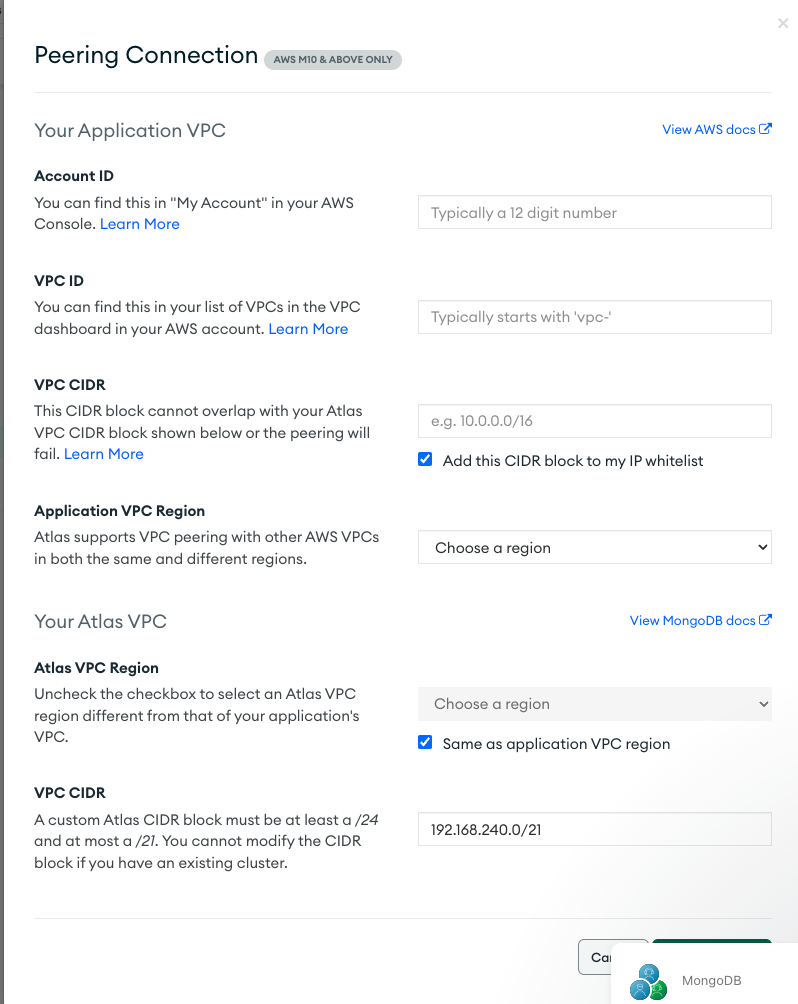 ×
Peering Connection AWS M10 & ABOVE ONLY
Your Application VPC
View AWS docs
Account ID
You can find this in "My Account" in your AWS
Console. Learn More
Typically a 12 digit number
VPC ID
You can find this in your list of VPCs in the VPC
dashboard in your AWS account. Learn More
Typically starts with 'vpc-'
VPC CIDR
This CIDR block cannot overlap with your Atlas
VPC CIDR block shown below or the peering will
fail. Learn More
e.g. 10.0.0.0/16
Add this CIDR block to my IP whitelist
Application VPC Region
Atlas supports VPC peering with other AWS VPCs
in both the same and different regions.
Choose a region
Your Atlas VPC
View MongoDB docs
Atlas VPC Region
Uncheck the checkbox to select an Atlas VPC
region different from that of your application's
VPC.
Choose a region
Same as application VPC region
VPC CIDR
A custom Atlas CIDR block must be at least a /24
and at most a /21. You cannot modify the CIDR
block if you have an existing cluster.
192.168.240.0/21
MongoDB